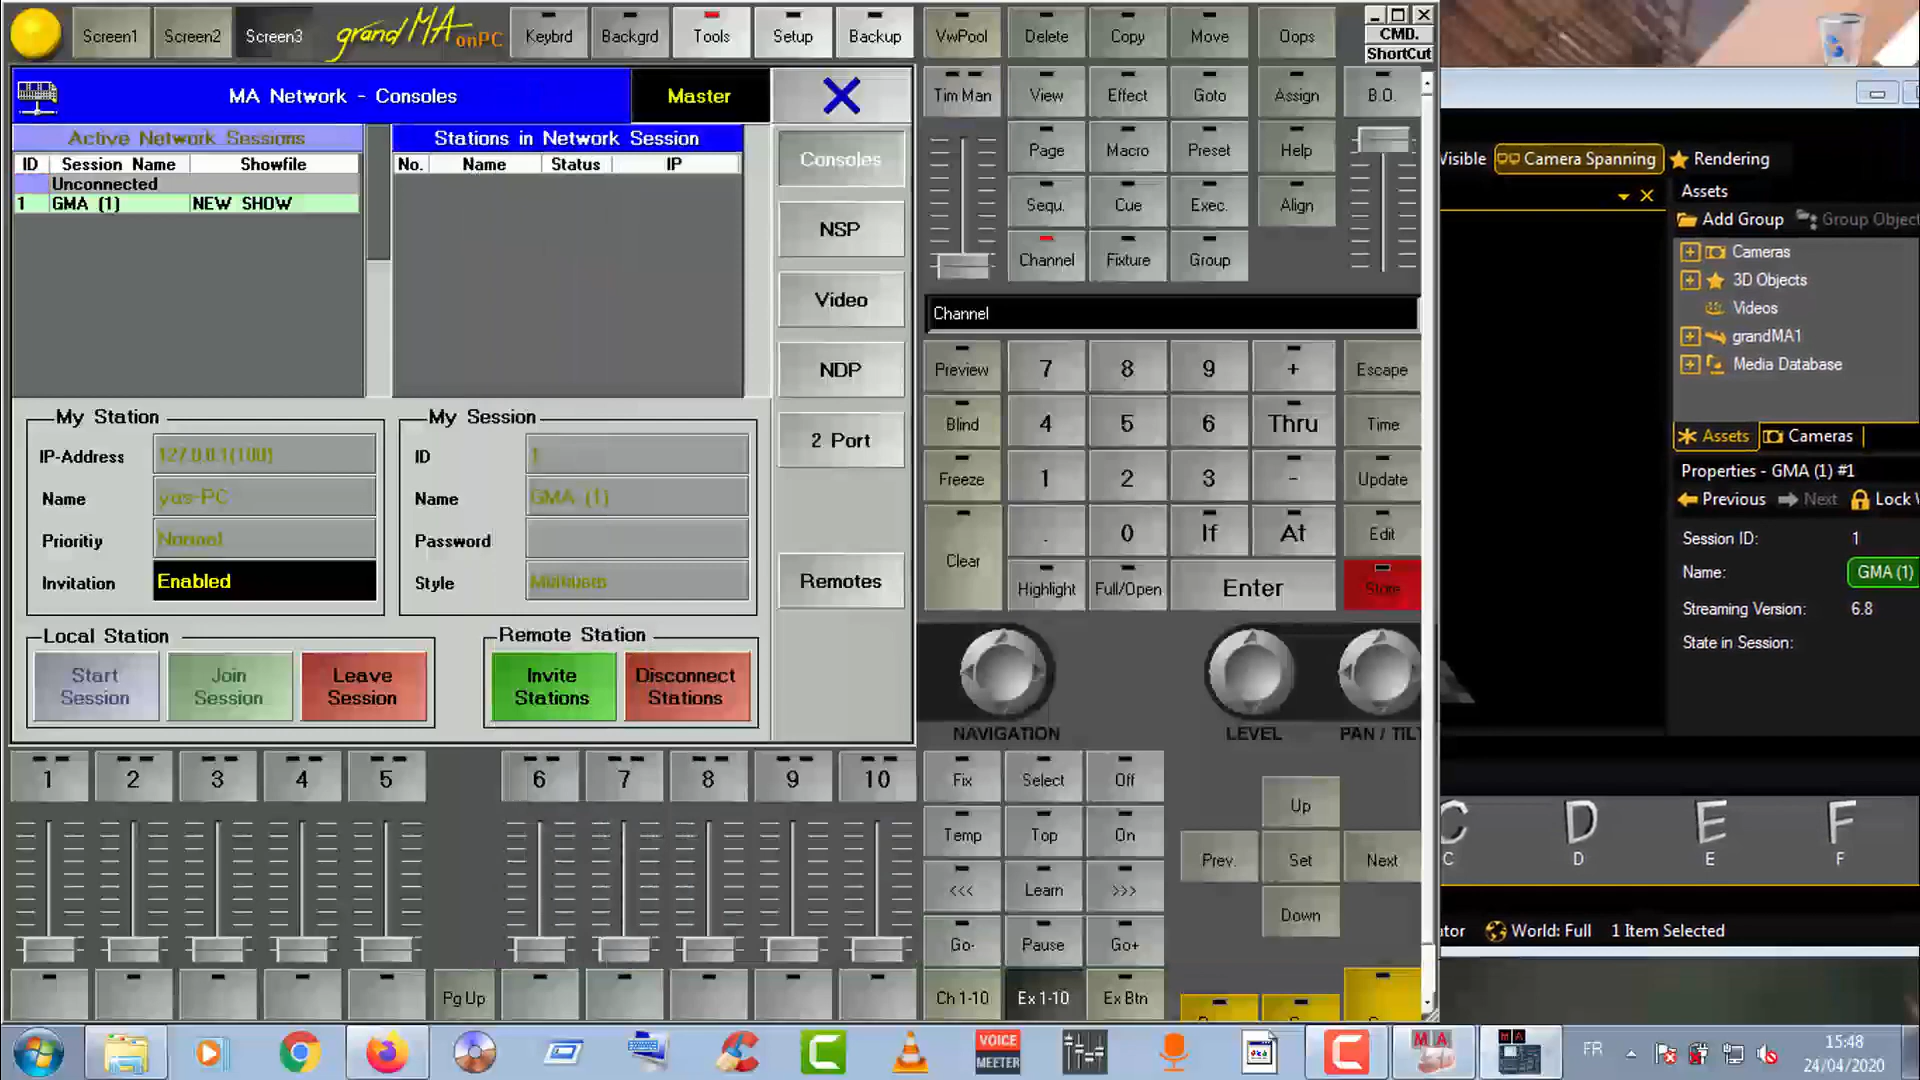 Screen1 Screen2 Screen3 grandMA onPC Keybrd Backgrd Tools Setup Backup VwPool Delete Copy Move Oops CMD.
ShortCut
MA Network - Consoles Master
Tim Man View Effect Goto Assign B.O.
Active Network Sessions Stations in Network Session
ID Session Name Showfile No. Name Status IP
Unconnected
1 GMA (1) NEW SHOW
Consoles
NSP
Video
NDP
2 Port
Remotes
Page Macro Preset Help
Sequ. Cue Exec. Align
Channel Fixture Group
Channel
Preview 7 8 9 + Escape
Blind 4 5 6 Thru Time
Freeze 1 2 3 - Update
Clear . 0 If At Edit
Highlight Full/Open Enter Store
My Station
IP-Address 127.0.0.1(100)
Name yas-PC
Prioritiy Normal
Invitation Enabled
My Session
ID 1
Name GMA (1)
Password
Style
Local Station
Start Session
Join Session
Leave Session
Remote Station
Invite Stations
Disconnect Stations
NAVIGATION LEVEL PAN / TILT
1 2 3 4 5 6 7 8 9 10
Fix Select Off
Temp Top On
<<< Learn >>>
Go- Pause Go+
Ch 1-10 Ex 1-10 Ex Btn
Up
Prev. Set Next
Down
Pg Up
Visible Camera Spanning Rendering
Assets
Add Group Group Object
Cameras
3D Objects
Videos
grandMA1
Media Database
Assets Cameras
Properties - GMA (1) #1
Previous Next Lock
Session ID: 1
Name: GMA (1)
Streaming Version: 6.8
State in Session:
C D E F
C D E F
World: Full 1 Item Selected
VOICE
MEETER
MA
MA
FR
15:48
24/04/2020